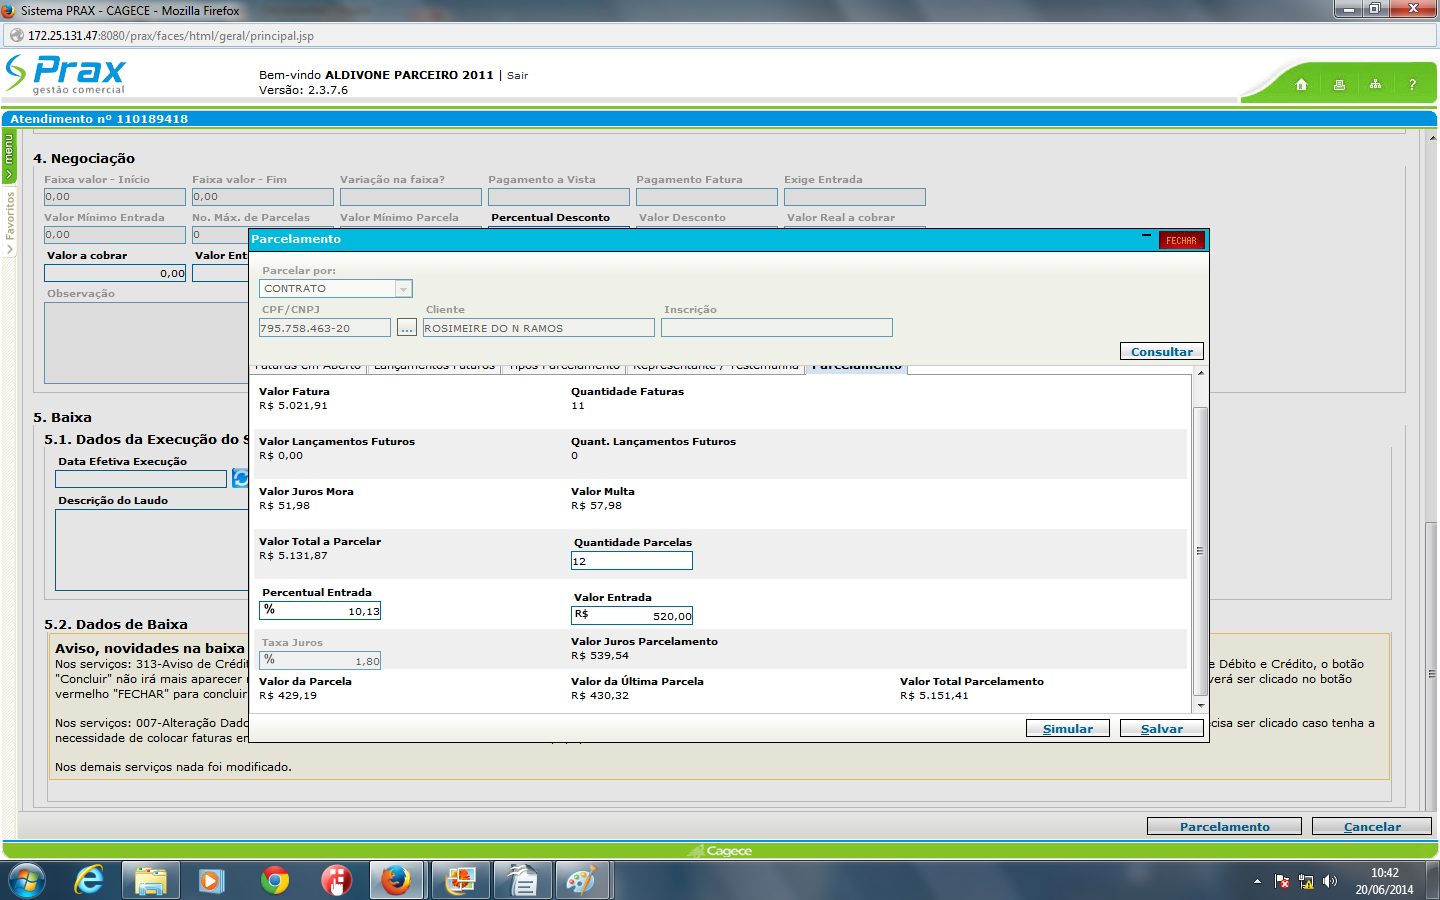 Sistema PRAX - CAGECE - Mozilla Firefox
172.25.131.47:8080/prax/faces/html/geral/principal.jsp
Prax
gestão comercial
Bem-vindo ALDIVONE PARCEIRO 2011 | Sair
Versão: 2.3.7.6
?
Atendimento nº 110189418
menu
Favoritos
4. Negociação
Faixa valor - Início Faixa valor - Fim Variação na faixa? Pagamento a Vista Pagamento Fatura Exige Entrada
0,00 0,00
Valor Mínimo Entrada No. Máx. de Parcelas Valor Mínimo Parcela Percentual Desconto Valor Desconto Valor Real a cobrar
0,00 0
Valor a cobrar Valor Ent
0,00
Observação
Parcelamento
FECHAR
Parcelar por:
CONTRATO
CPF/CNPJ Cliente Inscrição
795.758.463-20 ... ROSIMEIRE DO N RAMOS
Consultar
Faturas em Aberto Lançamentos Futuros Tipos Parcelamento Representante / Testemunha Parcelamento
Valor Fatura Quantidade Faturas
R$ 5.021,91 11
Valor Lançamentos Futuros Quant. Lançamentos Futuros
R$ 0,00 0
Valor Juros Mora Valor Multa
R$ 51,98 R$ 57,98
Valor Total a Parcelar Quantidade Parcelas
R$ 5.131,87 12
Percentual Entrada Valor Entrada
% 10,13 R$ 520,00
Taxa Juros Valor Juros Parcelamento
% 1,80 R$ 539,54
Valor da Parcela Valor da Última Parcela Valor Total Parcelamento
R$ 429,19 R$ 430,32 R$ 5.151,41
Simular Salvar
5. Baixa
5.1. Dados da Execução do S
Data Efetiva Execução
Descrição do Laudo
5.2. Dados de Baixa
Aviso, novidades na baixa
Nos serviços: 313-Aviso de Crédit e Débito e Crédito, o botão
"Concluir" não irá mais aparecer verá ser clicado no botão
vermelho "FECHAR" para concluir
Nos serviços: 007-Alteração Dado cisa ser clicado caso tenha a
necessidade de colocar faturas en
Nos demais serviços nada foi modificado.
Parcelamento Cancelar
Cagece
10:42
20/06/2014